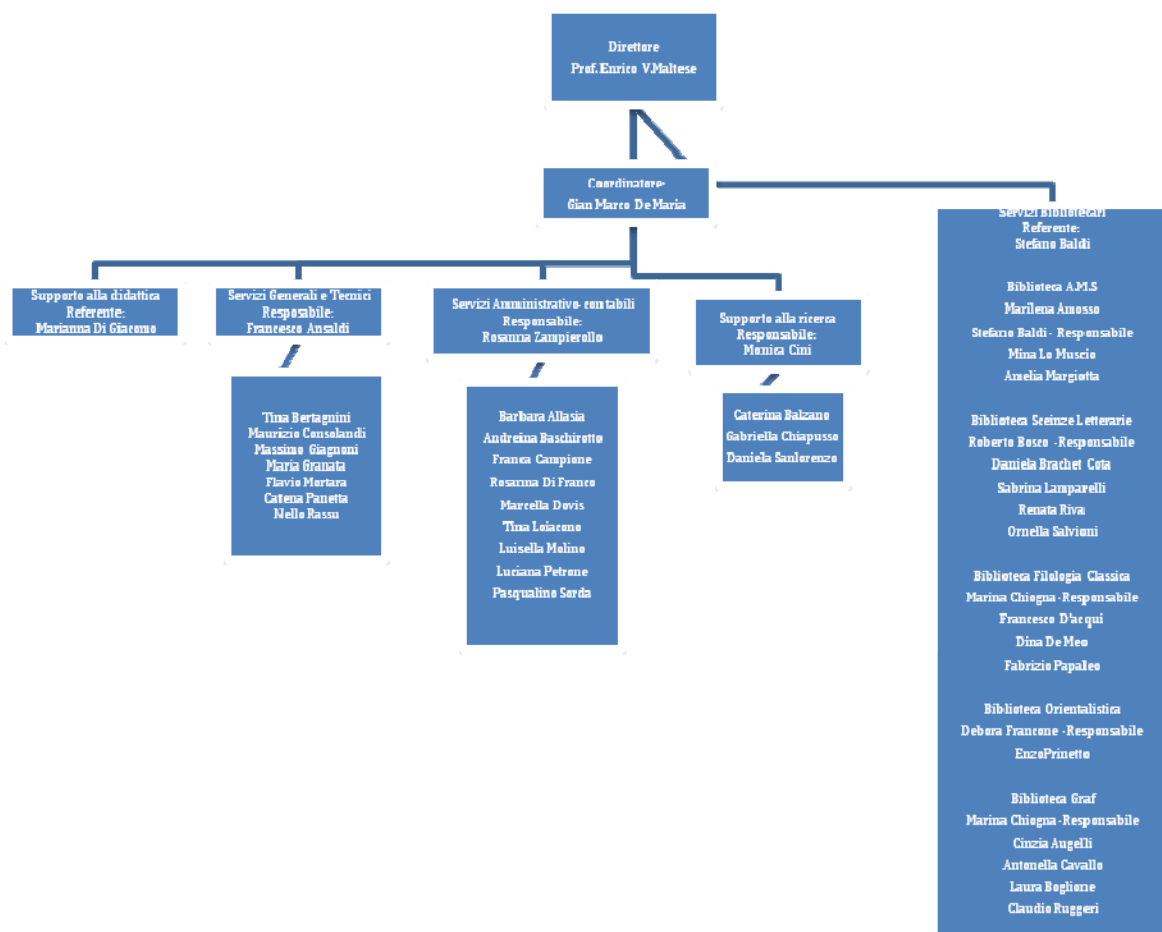 Direttore
Prof. Enrico V.Maltese
Coordinatore:
Gian Marco De Maria
Supporto alla didattica
Referente:
Marianna Di Giacomo
Servizi Generali e Tecnici
Resposabile:
Francesco Ansaldi
Tina Bertagnini
Maurizio Consolandi
Massimo Giagnoni
Maria Granata
Flavio Mortara
Catena Panetta
Nello Rassu
Servizi Amministrativo- contabili
Responsabile:
Rosanna Zampierollo
Barbara Allasia
Andreina Baschirotto
Franca Campione
Rosanna Di Franco
Marcella Dovis
Tina Loiacono
Luisella Molino
Luciana Petrone
Pasqualino Sorda
Supporto alla ricerca
Responsabile:
Monica Cini
Caterina Balzano
Gabriella Chiapusso
Daniela Sanlorenzo
Servizi Bibliotecari
Referente:
Stefano Baldi
Biblioteca A.M.S
Marilena Amosso
Stefano Baldi - Responsabile
Mina Lo Muscio
Amelia Margiotta
Biblioteca Sceinze Letterarie
Roberto Bosco -Responsabile
Daniela Brachet Cota
Sabrina Lamparelli
Renata Riva
Ornella Salvioni
Biblioteca Filologia Classica
Marina Chiogna -Responsabile
Francesco D'acqui
Dina De Meo
Fabrizio Papaleo
Biblioteca Orientalistica
Debora Francone -Responsabile
EnzoPrinetto
Biblioteca Graf
Marina Chiogna -Responsabile
Cinzia Augelli
Antonella Cavallo
Laura Boglione
Claudio Ruggeri